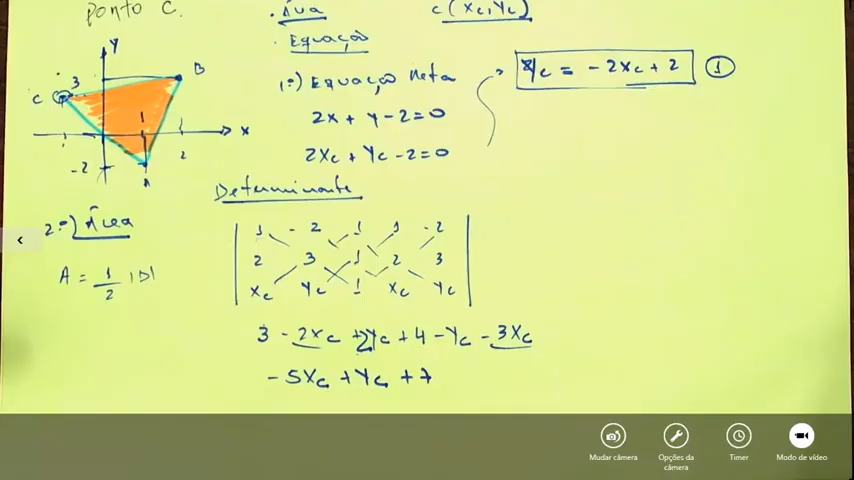 ponto C.
. Área
C(Xc, Yc)
. Equação
1º) Equação Reta
2x + y - 2 = 0
2Xc + Yc - 2 = 0
Yc = - 2Xc + 2 1
Y
B
C 3
1
X
2
-2
A
Determinante
2º) Área
A = 1/2 |D|
1 -2 1 1 -2
2 3 1 2 3
Xc Yc 1 Xc Yc
3 - 2Xc + 2Yc + 4 - Yc - 3Xc
- 5Xc + Yc + 7
Mudar câmera
Opções da câmera
Timer
Modo de vídeo